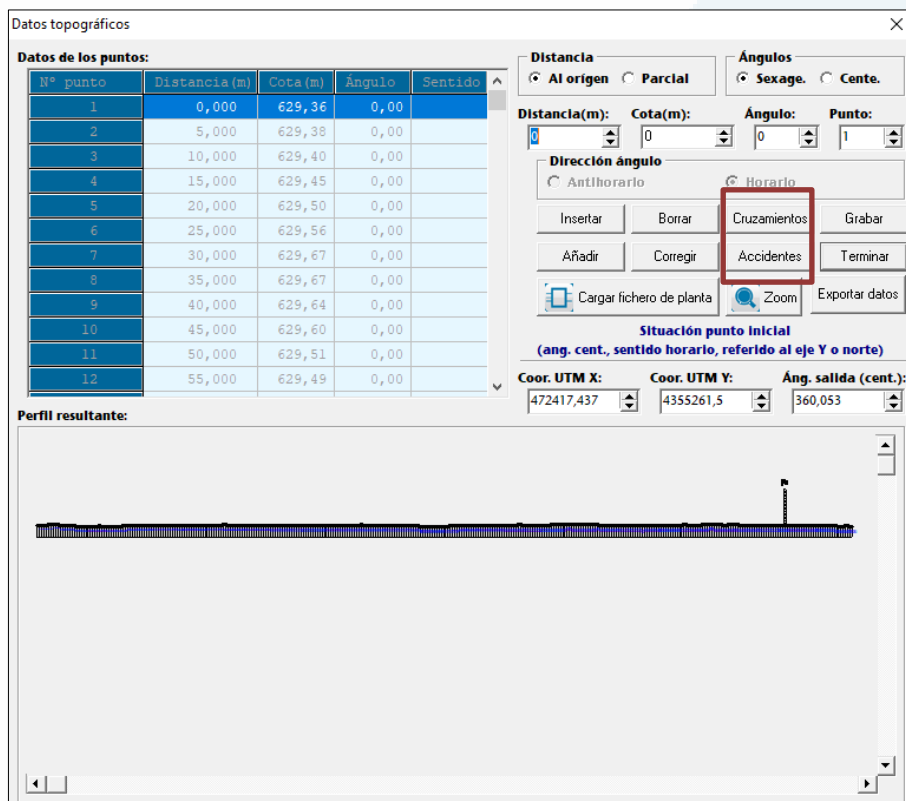 Datos topográficos
Datos de los puntos:
Nº punto Distancia(m) Cota(m) Ángulo Sentido
1 0,000 629,36 0,00
2 5,000 629,38 0,00
3 10,000 629,40 0,00
4 15,000 629,45 0,00
5 20,000 629,50 0,00
6 25,000 629,56 0,00
7 30,000 629,67 0,00
8 35,000 629,67 0,00
9 40,000 629,64 0,00
10 45,000 629,60 0,00
11 50,000 629,51 0,00
12 55,000 629,49 0,00
Distancia
Al orígen Parcial
Ángulos
Sexage. Cente.
Distancia(m): Cota(m): Ángulo: Punto:
0 0 0 1
Dirección ángulo
Antihorario Horario
Insertar Borrar Cruzamientos Grabar
Añadir Corregir Accidentes Terminar
Cargar fichero de planta Zoom Exportar datos
Situación punto inicial
(ang. cent., sentido horario, referido al eje Y o norte)
Coor. UTM X: Coor. UTM Y: Áng. salida (cent.):
472417,437 4355261,5 360,053
Perfil resultante: